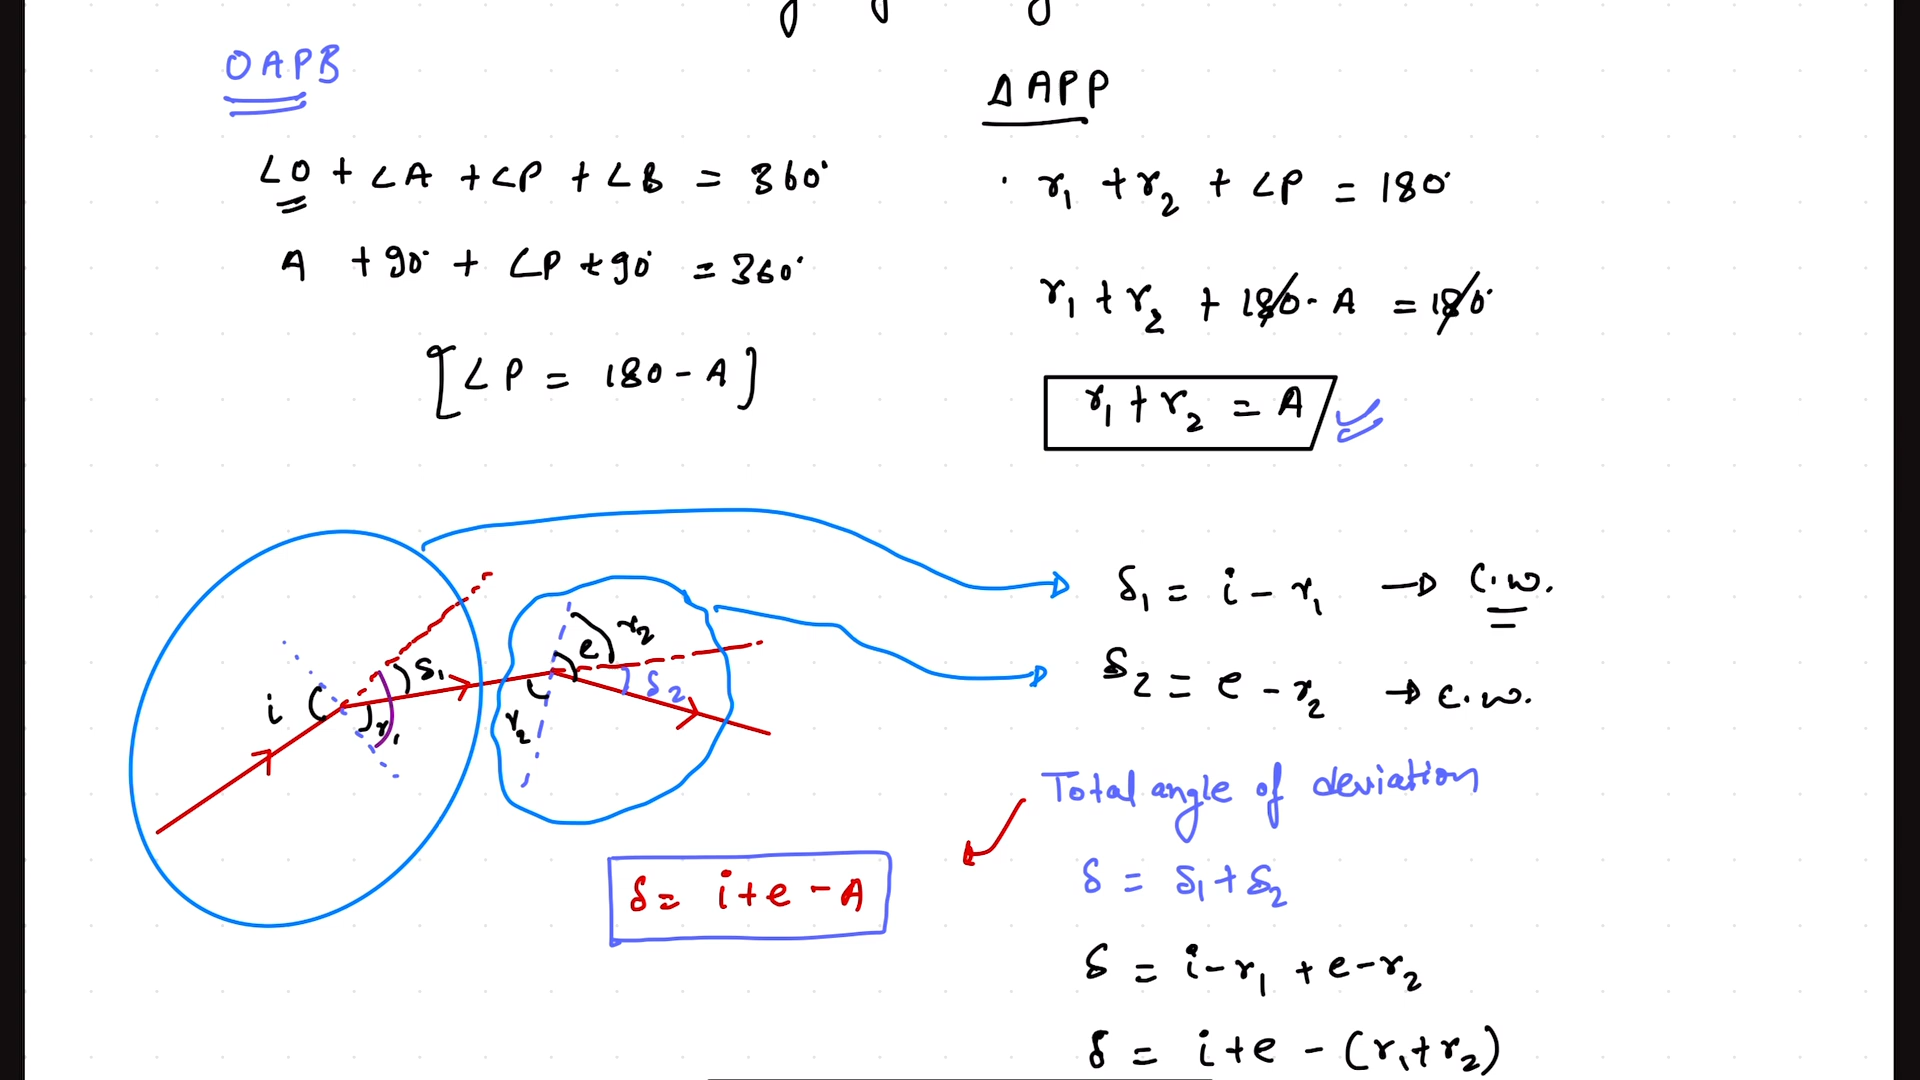 OAPB
∠O + ∠A + ∠P + ∠B = 360°
A + 90° + ∠P + 90° = 360°
[∠P = 180 - A]
Δ APP
r₁ + r₂ + ∠P = 180°
r₁ + r₂ + 180 - A = 180°
r₁ + r₂ = A
i
δ₁
r₁
r₂
e
r₂
δ₂
δ₁ = i - r₁ → C.W.
δ₂ = e - r₂ → C.W.
Total angle of deviation
δ = δ₁ + δ₂
δ = i + e - A
δ = i - r₁ + e - r₂
δ = i + e - (r₁ + r₂)